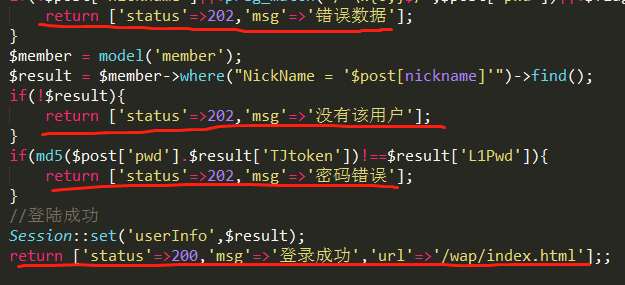 return ['status'=>202,'msg'=>'错误数据'];
}
$member = model('member');
$result = $member->where("NickName = '$post[nickname]'")->find();
if(!$result){
return ['status'=>202,'msg'=>'没有该用户'];
}
if(md5($post['pwd'].$result['TJtoken'])!==$result['L1Pwd']){
return ['status'=>202,'msg'=>'密码错误'];
}
//登陆成功
Session::set('userInfo',$result);
return ['status'=>200,'msg'=>'登录成功','url'=>'/wap/index.html'];;